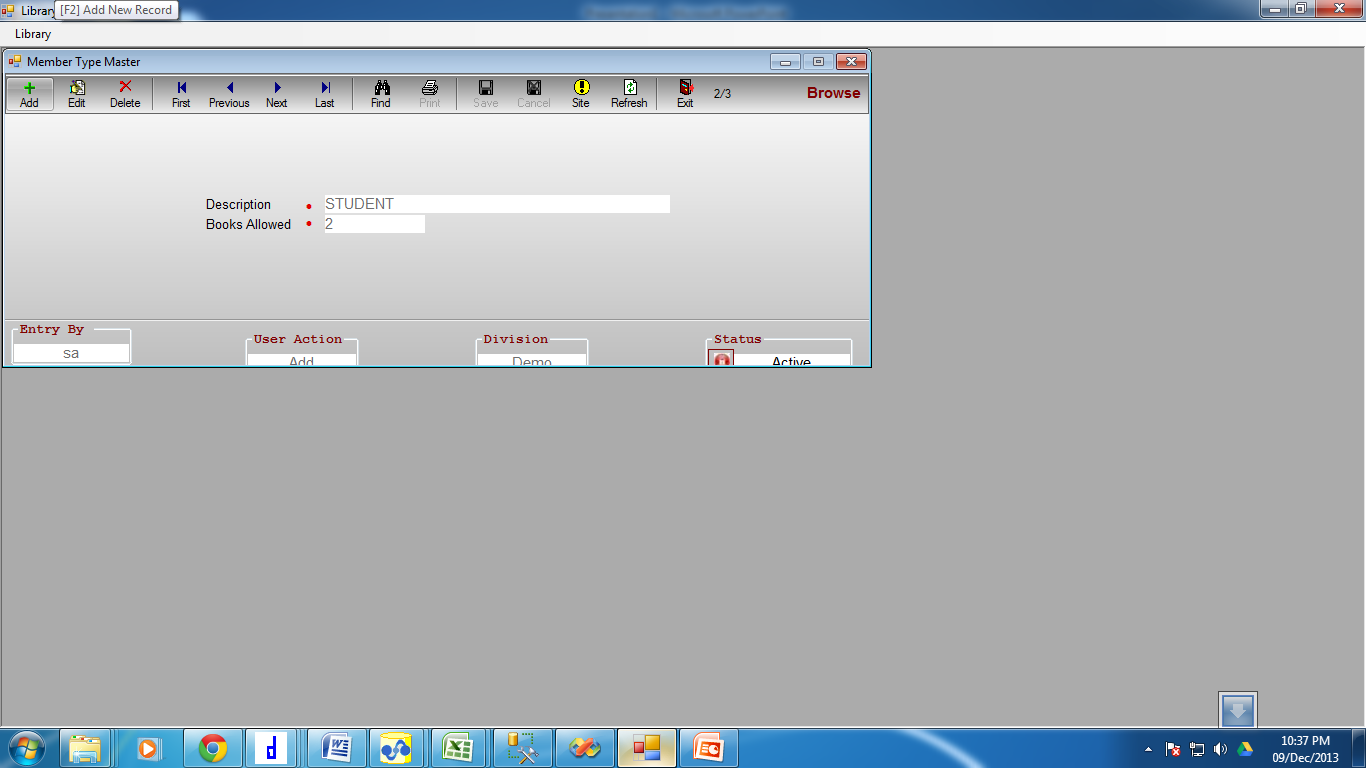 Library
[F2] Add New Record
Library
Member Type Master
Add Edit Delete First Previous Next Last Find Print Save Cancel Site Refresh Exit 2/3 Browse
Description STUDENT
Books Allowed 2
Entry By
User Action Division Status
sa
Add Demo Active
10:37 PM
09/Dec/2013